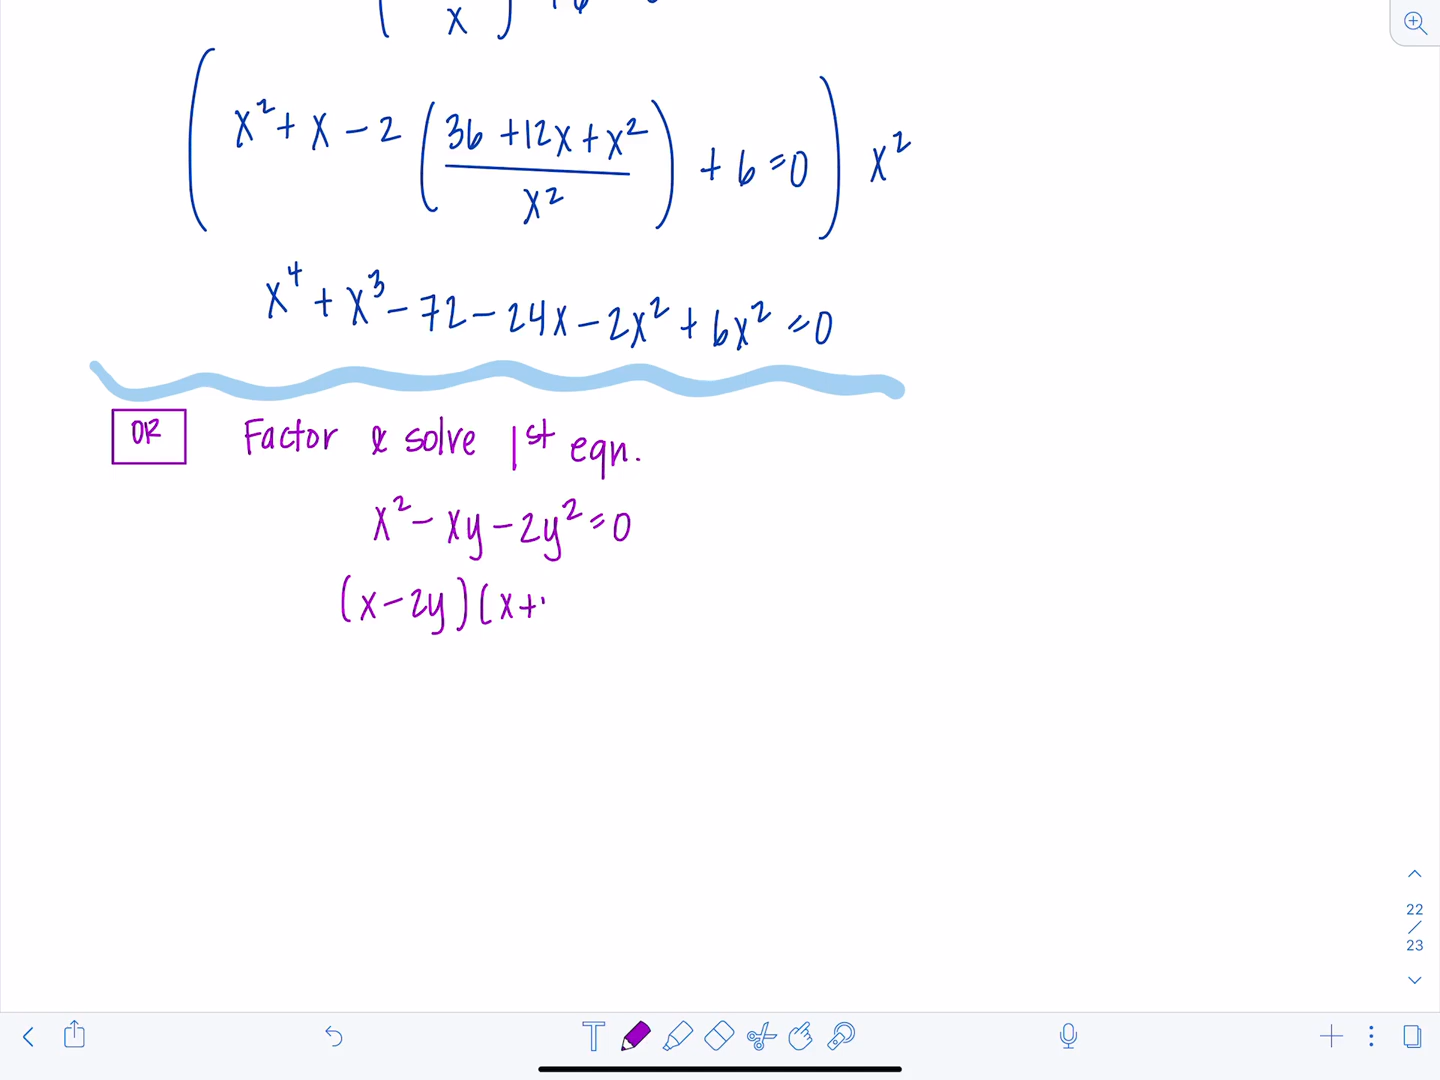 x
(x² + x - 2 ((36 + 12x + x²)/x²) + 6 = 0) x²
x⁴ + x³ - 72 - 24x - 2x² + 6x² = 0
OR Factor & solve 1st eqn.
x² - xy - 2y² = 0
(x - 2y)(x +
22
/
23
T